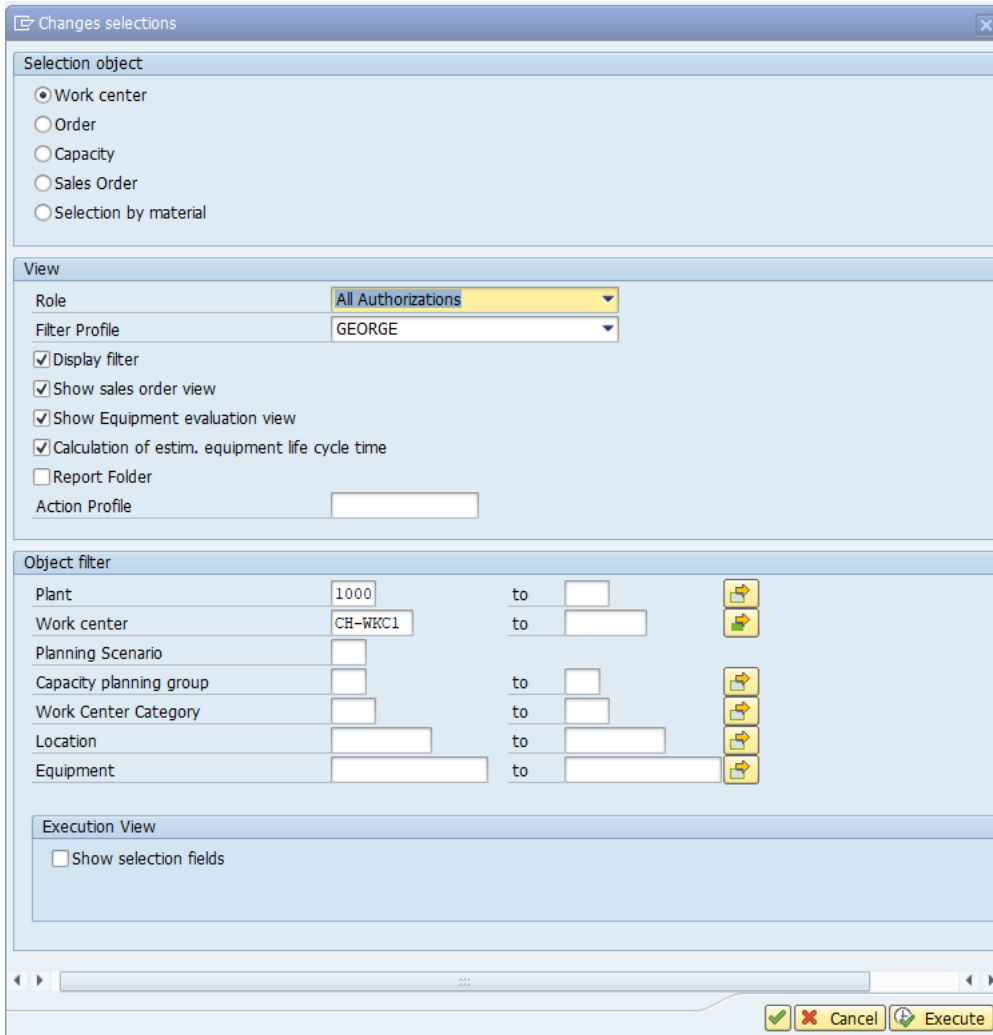 Changes selections
Selection object
Work center
Order
Capacity
Sales Order
Selection by material
View
Role All Authorizations
Filter Profile GEORGE
Display filter
Show sales order view
Show Equipment evaluation view
Calculation of estim. equipment life cycle time
Report Folder
Action Profile
Object filter
Plant 1000 to
Work center CH-WKC1 to
Planning Scenario
Capacity planning group to
Work Center Category to
Location to
Equipment to
Execution View
Show selection fields
Cancel Execute